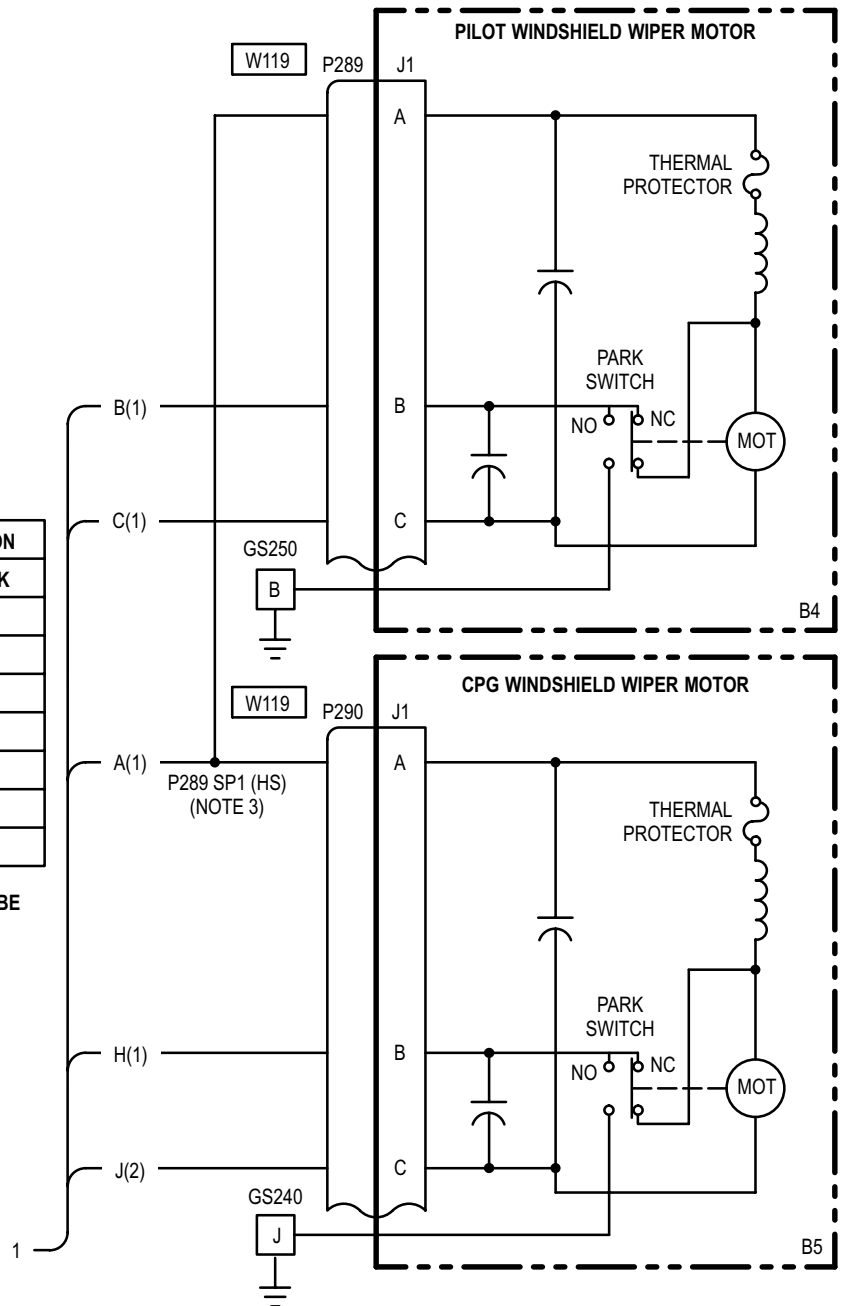 PILOT WINDSHIELD WIPER MOTOR
W119
P289
J1
A
THERMAL
PROTECTOR
PARK
SWITCH
B(1)
B
NO
NC
MOT
C(1)
C
GS250
B
B4
ON
K
BE
CPG WINDSHIELD WIPER MOTOR
W119
P290
J1
A(1)
A
P289 SP1 (HS)
(NOTE 3)
THERMAL
PROTECTOR
PARK
SWITCH
H(1)
B
NO
NC
MOT
J(2)
C
GS240
J
1
B5